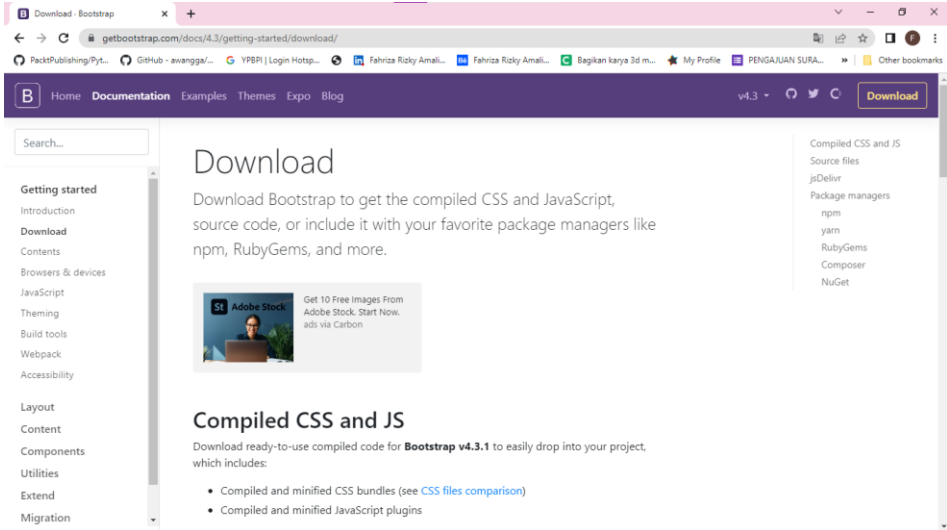 Download · Bootstrap
getbootstrap.com/docs/4.3/getting-started/download/
F
PacktPublishing/Pyt...
GitHub - awangga/...
YPBPI | Login Hotsp...
Fahriza Rizky Amali...
Fahriza Rizky Amali...
Bagikan karya 3d m...
My Profile
PENGAJUAN SURA...
»
Other bookmarks
B Home Documentation Examples Themes Expo Blog
v4.3
Download
Search...
Getting started
Introduction
Download
Contents
Browsers & devices
JavaScript
Theming
Build tools
Webpack
Accessibility
Layout
Content
Components
Utilities
Extend
Migration
Download
Download Bootstrap to get the compiled CSS and JavaScript,
source code, or include it with your favorite package managers like
npm, RubyGems, and more.
St Adobe Stock
Get 10 Free Images From
Adobe Stock. Start Now.
ads via Carbon
Compiled CSS and JS
Download ready-to-use compiled code for Bootstrap v4.3.1 to easily drop into your project,
which includes:
• Compiled and minified CSS bundles (see CSS files comparison)
• Compiled and minified JavaScript plugins
Compiled CSS and JS
Source files
jsDelivr
Package managers
npm
yarn
RubyGems
Composer
NuGet